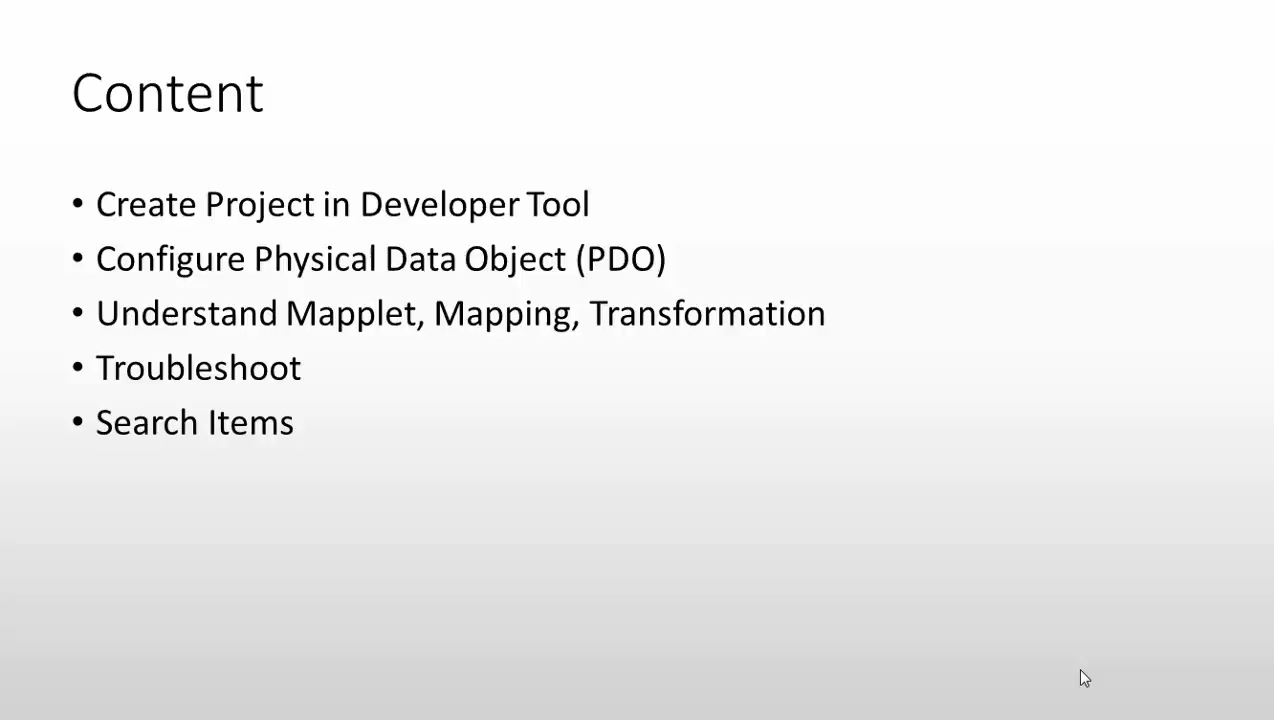 Content
• Create Project in Developer Tool
• Configure Physical Data Object (PDO)
• Understand Mapplet, Mapping, Transformation
• Troubleshoot
• Search Items